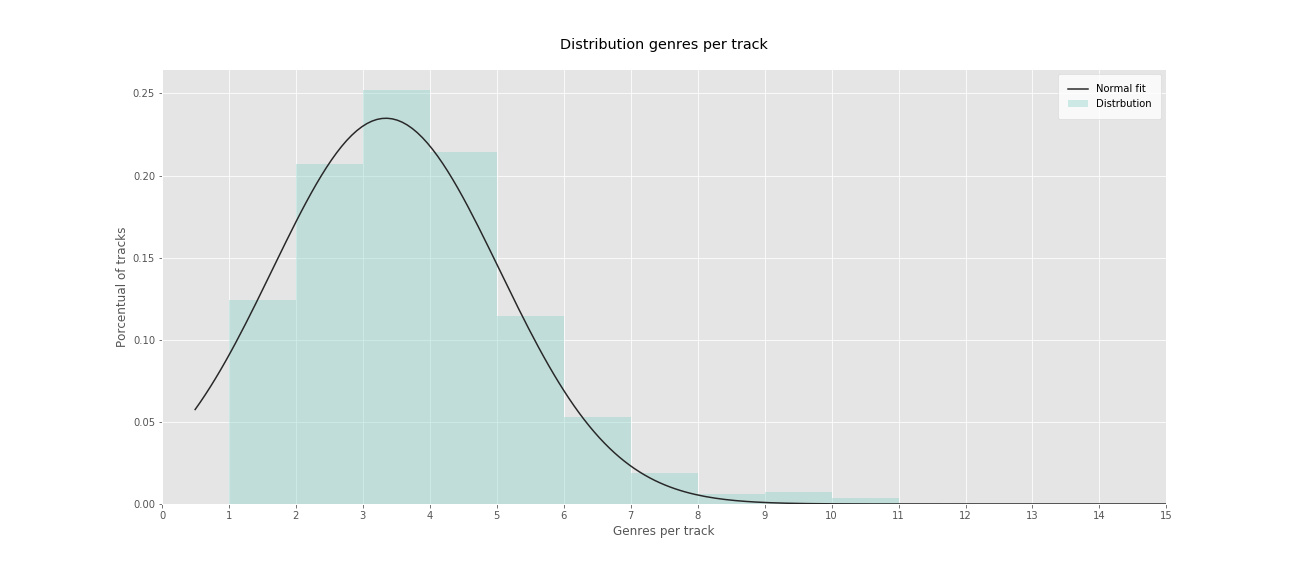 Distribution genres per track
Normal fit
Distrbution
Porcentual of tracks
0.25
0.20
0.15
0.10
0.05
0.00
0 1 2 3 4 5 6 7 8 9 10 11 12 13 14 15
Genres per track